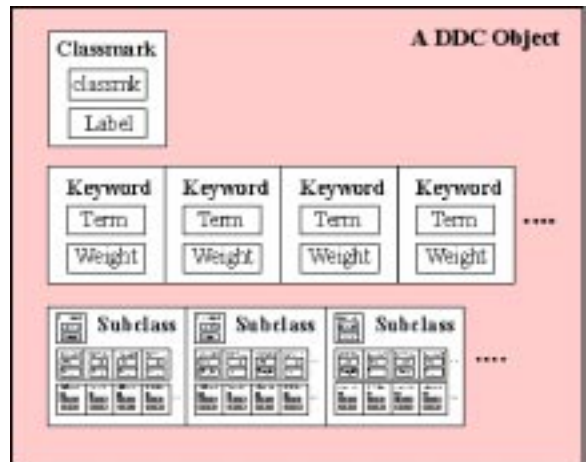 A DDC Object
Classmark
classmk
Label
Keyword Keyword Keyword Keyword
Term Term Term Term ....
Weight Weight Weight Weight
Subclass Subclass Subclass
....